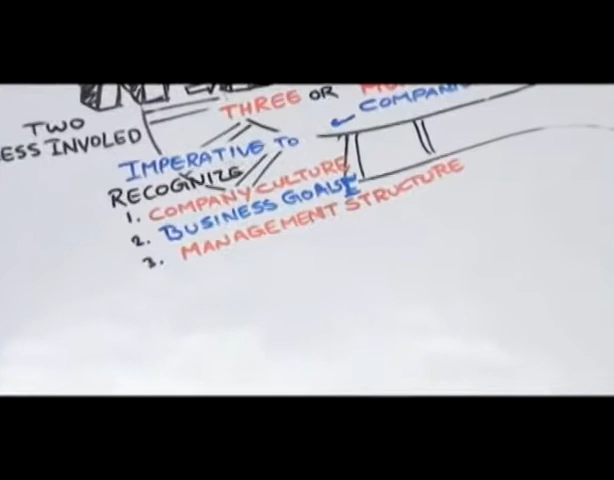 THREE OR
COMPAN
TWO
ESS INVOLED
IMPERATIVE TO
RECOGNIZE
1. COMPANY CULTURE
2. BUSINESS GOALS
3. MANAGEMENT STRUCTURE